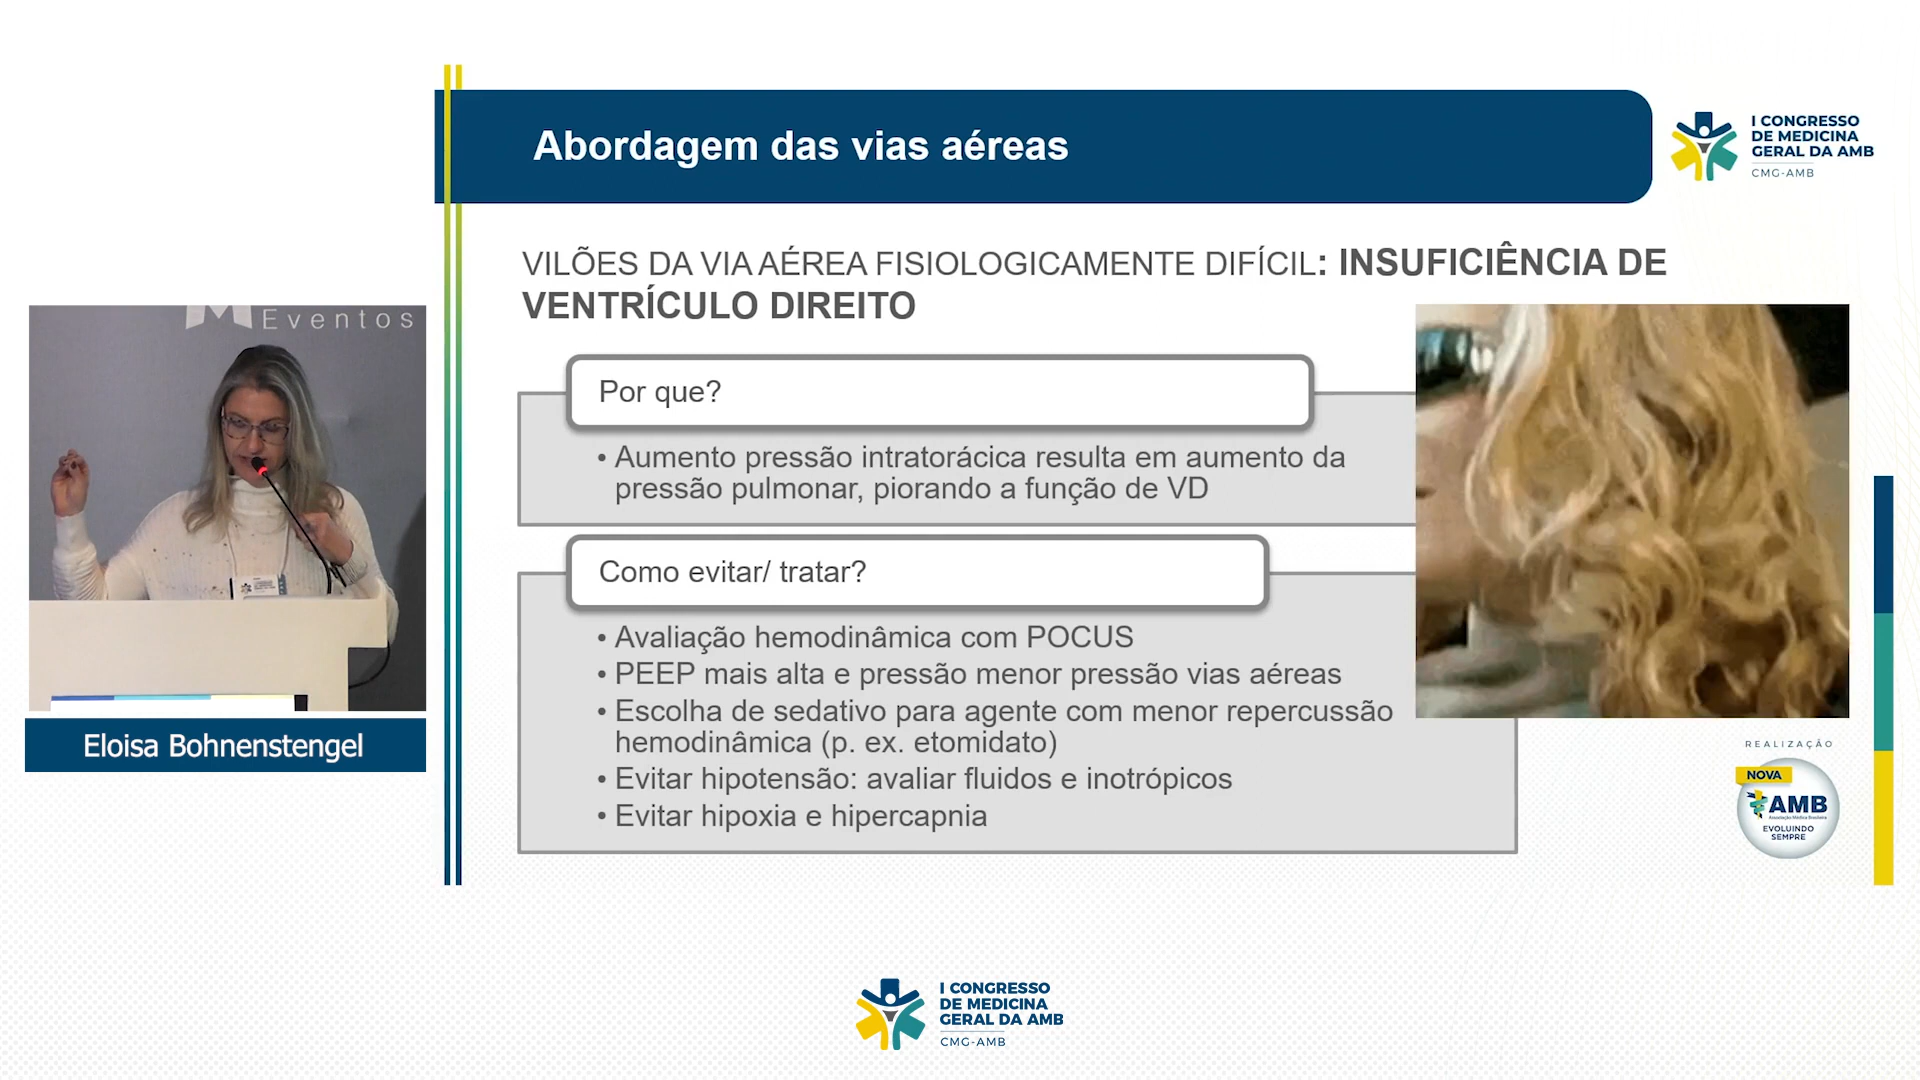 Abordagem das vias aéreas
I CONGRESSO
DE MEDICINA
GERAL DA AMB
CMG-AMB
VILÕES DA VIA AÉREA FISIOLOGICAMENTE DIFÍCIL: INSUFICIÊNCIA DE
VENTRÍCULO DIREITO
Eventos
Por que?
• Aumento pressão intratorácica resulta em aumento da
pressão pulmonar, piorando a função de VD
Como evitar/ tratar?
• Avaliação hemodinâmica com POCUS
• PEEP mais alta e pressão menor pressão vias aéreas
• Escolha de sedativo para agente com menor repercussão
hemodinâmica (p. ex. etomidato)
• Evitar hipotensão: avaliar fluidos e inotrópicos
• Evitar hipoxia e hipercapnia
Eloisa Bohnenstengel
REALIZAÇÃO
NOVA
AMB
Associação Médica Brasileira
EVOLUINDO
SEMPRE
I CONGRESSO
DE MEDICINA
GERAL DA AMB
CMG-AMB